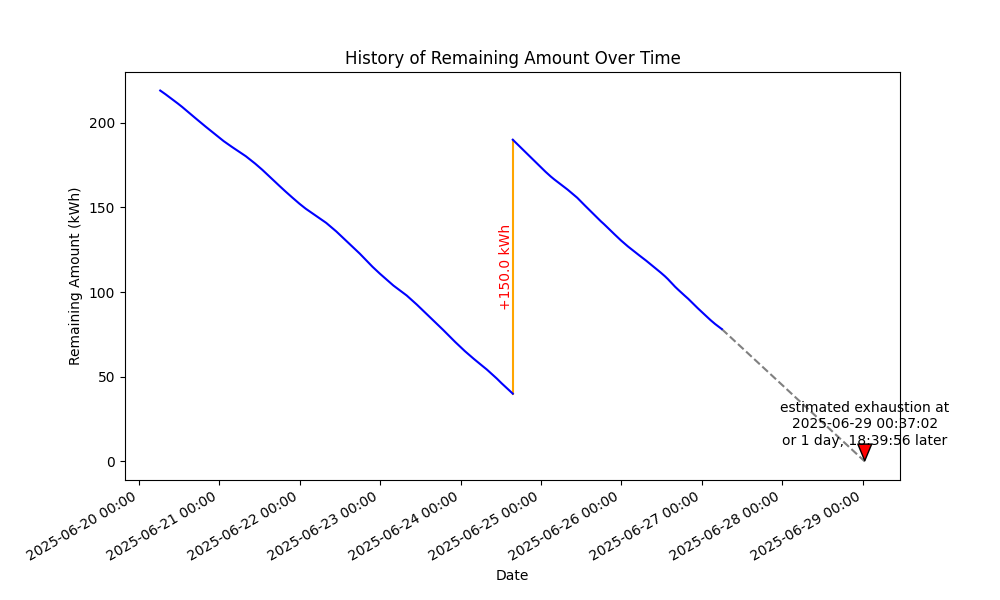 History of Remaining Amount Over Time
Remaining Amount (kWh)
200
150
100
50
0
+150.0 kWh
estimated exhaustion at
2025-06-29 00:37:02
or 1 day, 18:39:56 later
2025-06-20 00:00
2025-06-21 00:00
2025-06-22 00:00
2025-06-23 00:00
2025-06-24 00:00
2025-06-25 00:00
2025-06-26 00:00
2025-06-27 00:00
2025-06-28 00:00
2025-06-29 00:00
Date